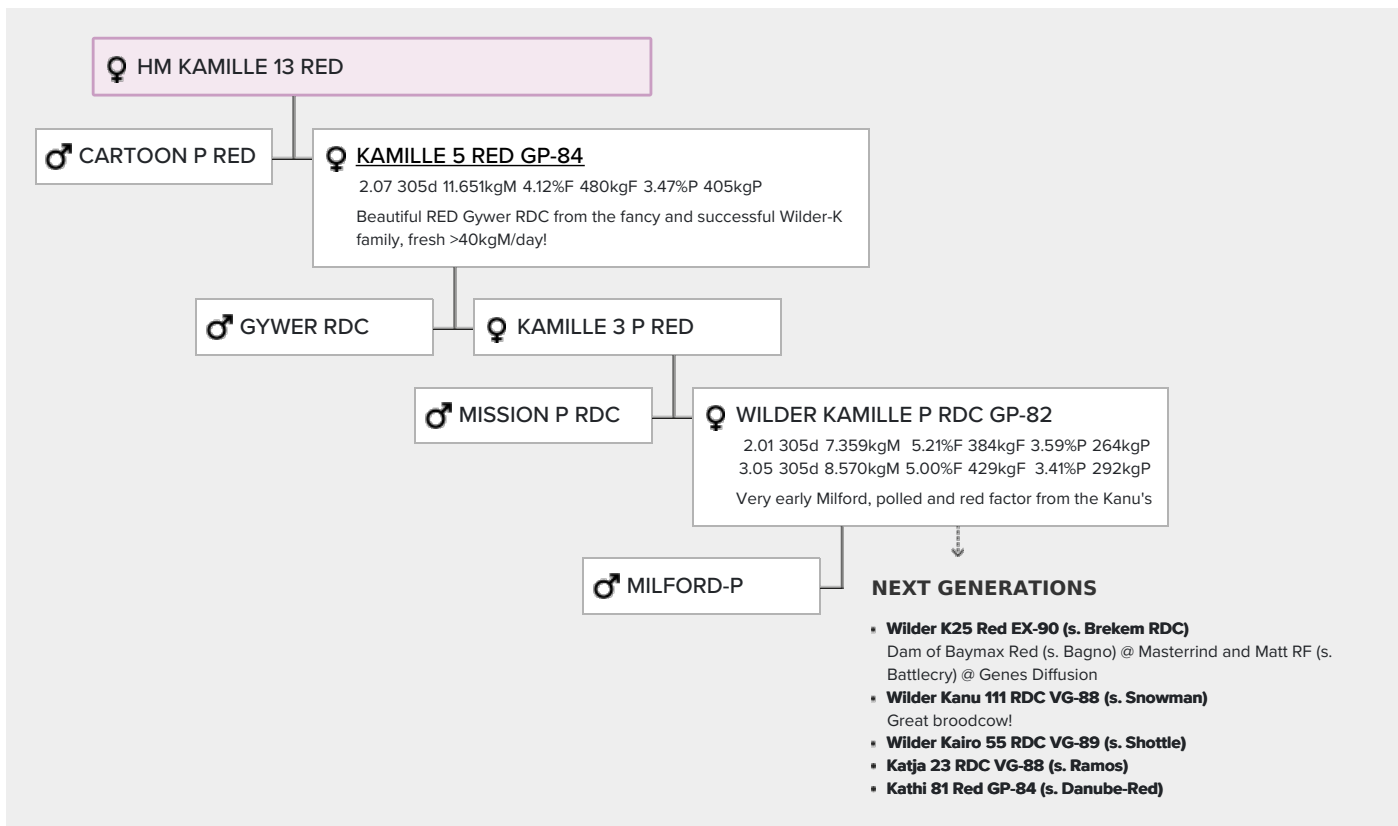 HM KAMILLE 13 RED
CARTOON P RED
KAMILLE 5 RED GP-84
2.07 305d 11.651kgM 4.12%F 480kgF 3.47%P 405kgP
Beautiful RED Gywer RDC from the fancy and successful Wilder-K
family, fresh >40kgM/day!
GYWER RDC
KAMILLE 3 P RED
MISSION P RDC
WILDER KAMILLE P RDC GP-82
2.01 305d 7.359kgM 5.21%F 384kgF 3.59%P 264kgP
3.05 305d 8.570kgM 5.00%F 429kgF 3.41%P 292kgP
Very early Milford, polled and red factor from the Kanu's
MILFORD-P
NEXT GENERATIONS
Wilder K25 Red EX-90 (s. Brekem RDC)
Dam of Baymax Red (s. Bagno) @ Masterrind and Matt RF (s.
Battlecry) @ Genes Diffusion
Wilder Kanu 111 RDC VG-88 (s. Snowman)
Great broodcow!
Wilder Kairo 55 RDC VG-89 (s. Shottle)
Katja 23 RDC VG-88 (s. Ramos)
Kathi 81 Red GP-84 (s. Danube-Red)